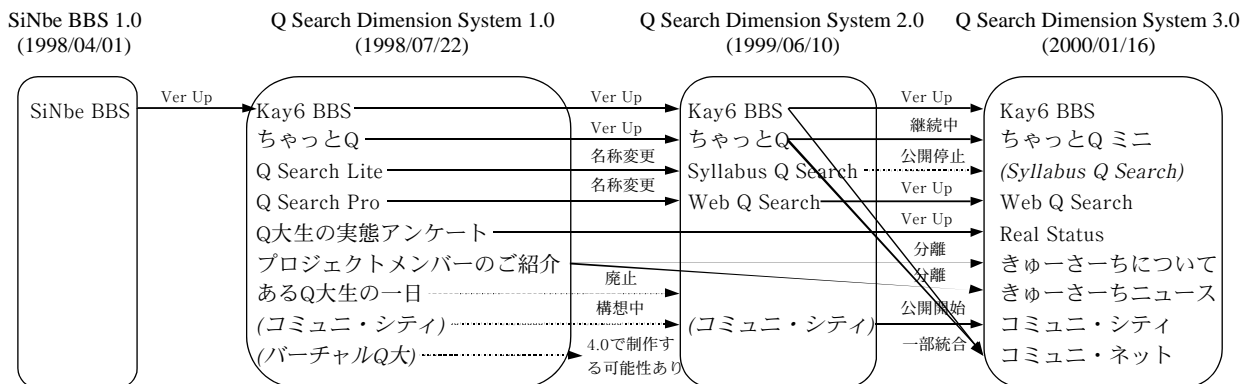 SiNbe BBS 1.0
(1998/04/01)
Q Search Dimension System 1.0
(1998/07/22)
Q Search Dimension System 2.0
(1999/06/10)
Q Search Dimension System 3.0
(2000/01/16)
SiNbe BBS
Ver Up
Kay6 BBS
Ver Up
Kay6 BBS
Ver Up
Kay6 BBS
ちゃっとQ
Ver Up
ちゃっとQ
継続中
ちゃっとQ ミニ
Q Search Lite
名称変更
Syllabus Q Search
公開停止
(Syllabus Q Search)
Q Search Pro
名称変更
Web Q Search
Ver Up
Web Q Search
Q大生の実態アンケート
Ver Up
Real Status
プロジェクトメンバーのご紹介
分離
きゅーさーちについて
あるQ大生の一日
廃止
分離
きゅーさーちニュース
(コミュニ・シティ)
構想中
(コミュニ・シティ)
公開開始
コミュニ・シティ
(バーチャルQ大)
4.0で制作す
る可能性あり
一部統合
コミュニ・ネット